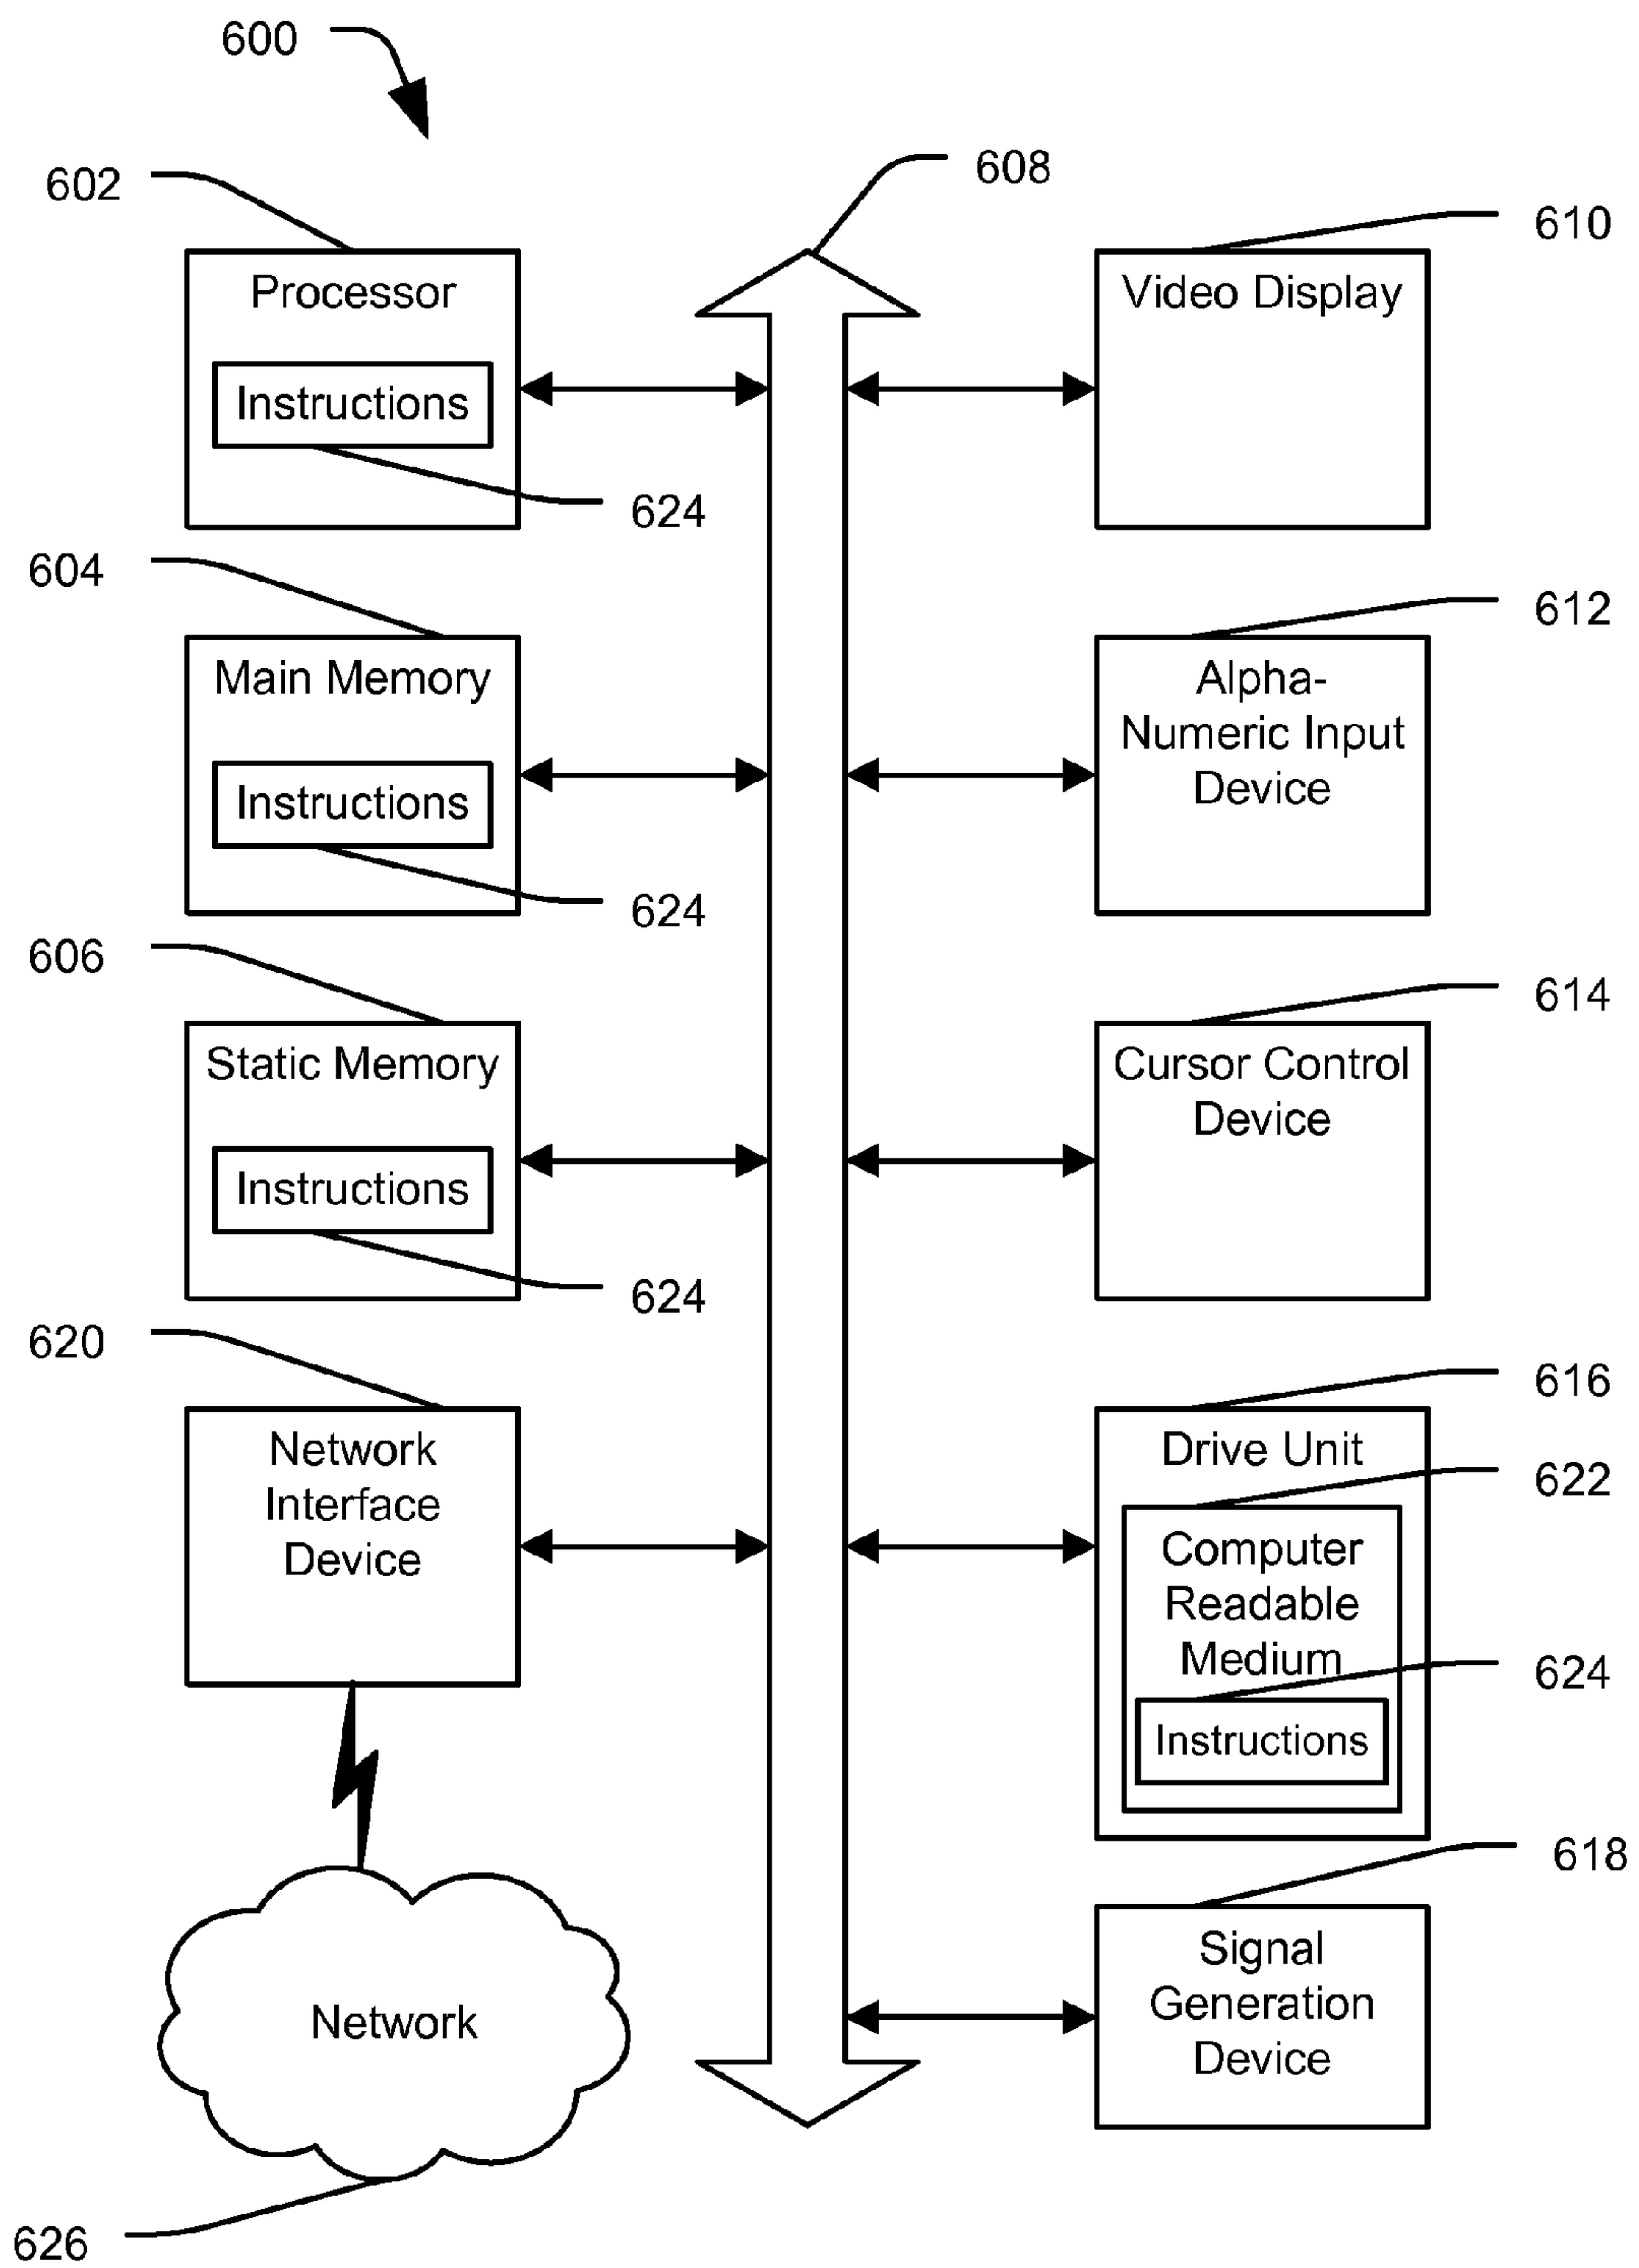 600
608
602
610
Processor
Video Display
Instructions
624
604
612
Main Memory
Alpha-
Numeric Input
Device
Instructions
624
606
614
Static Memory
Cursor Control
Device
Instructions
624
620
616
Network
Interface
Device
Drive Unit
622
Computer
Readable
Medium
624
Instructions
618
Signal
Generation
Device
Network
626